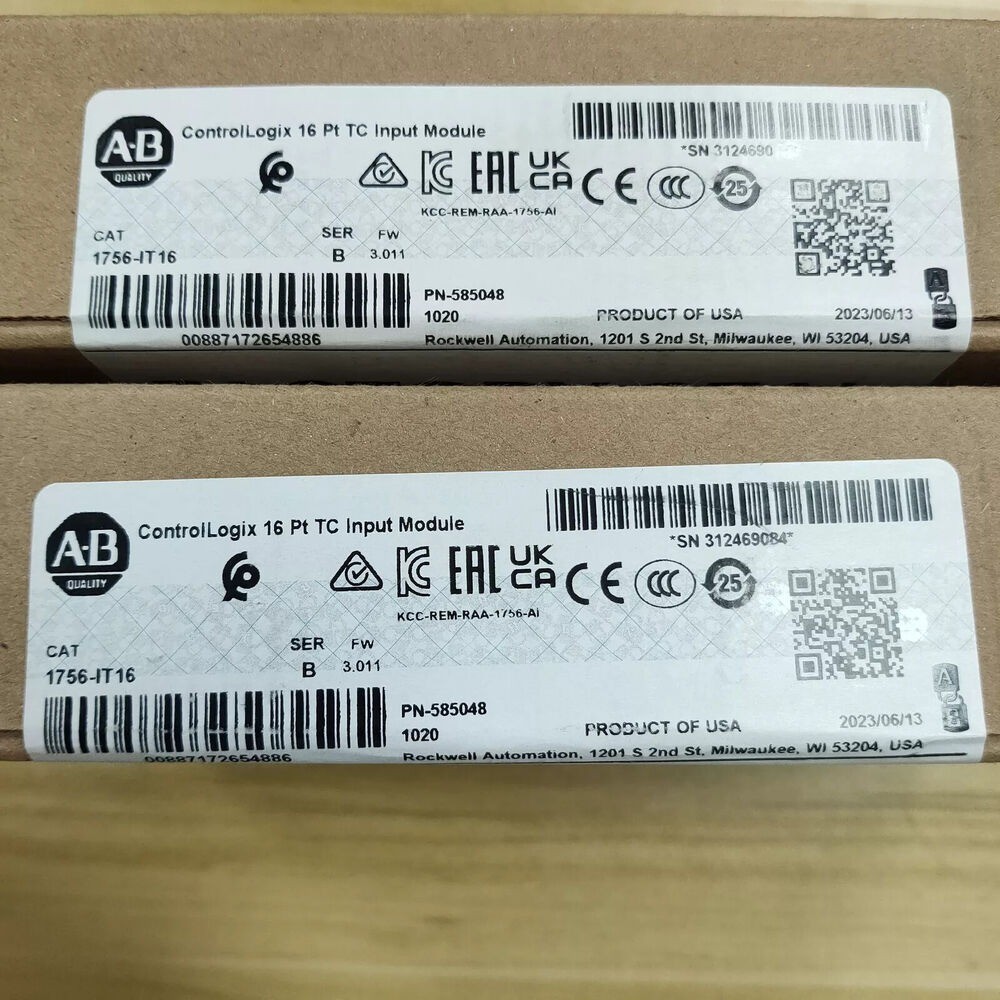 A·B
QUALITY
ControlLogix 16 Pt TC Input Module
*SN 3124690
KCC-REM-RAA-1756-AI
EAC
UK
CA
CE
CCC
25
CAT
SER
FW
1756-IT16
B
3.011
00887172654886
PN-585048
1020
PRODUCT OF USA
2023/06/13
Rockwell Automation, 1201 S 2nd St, Milwaukee, WI 53204, USA
A
A·B
QUALITY
ControlLogix 16 Pt TC Input Module
*SN 312469084*
KCC-REM-RAA-1756-AI
EAC
UK
CA
CE
CCC
25
CAT
SER
FW
1756-IT16
B
3.011
00887172654886
PN-585048
1020
PRODUCT OF USA
2023/06/13
Rockwell Automation, 1201 S 2nd St, Milwaukee, WI 53204, USA
A
B